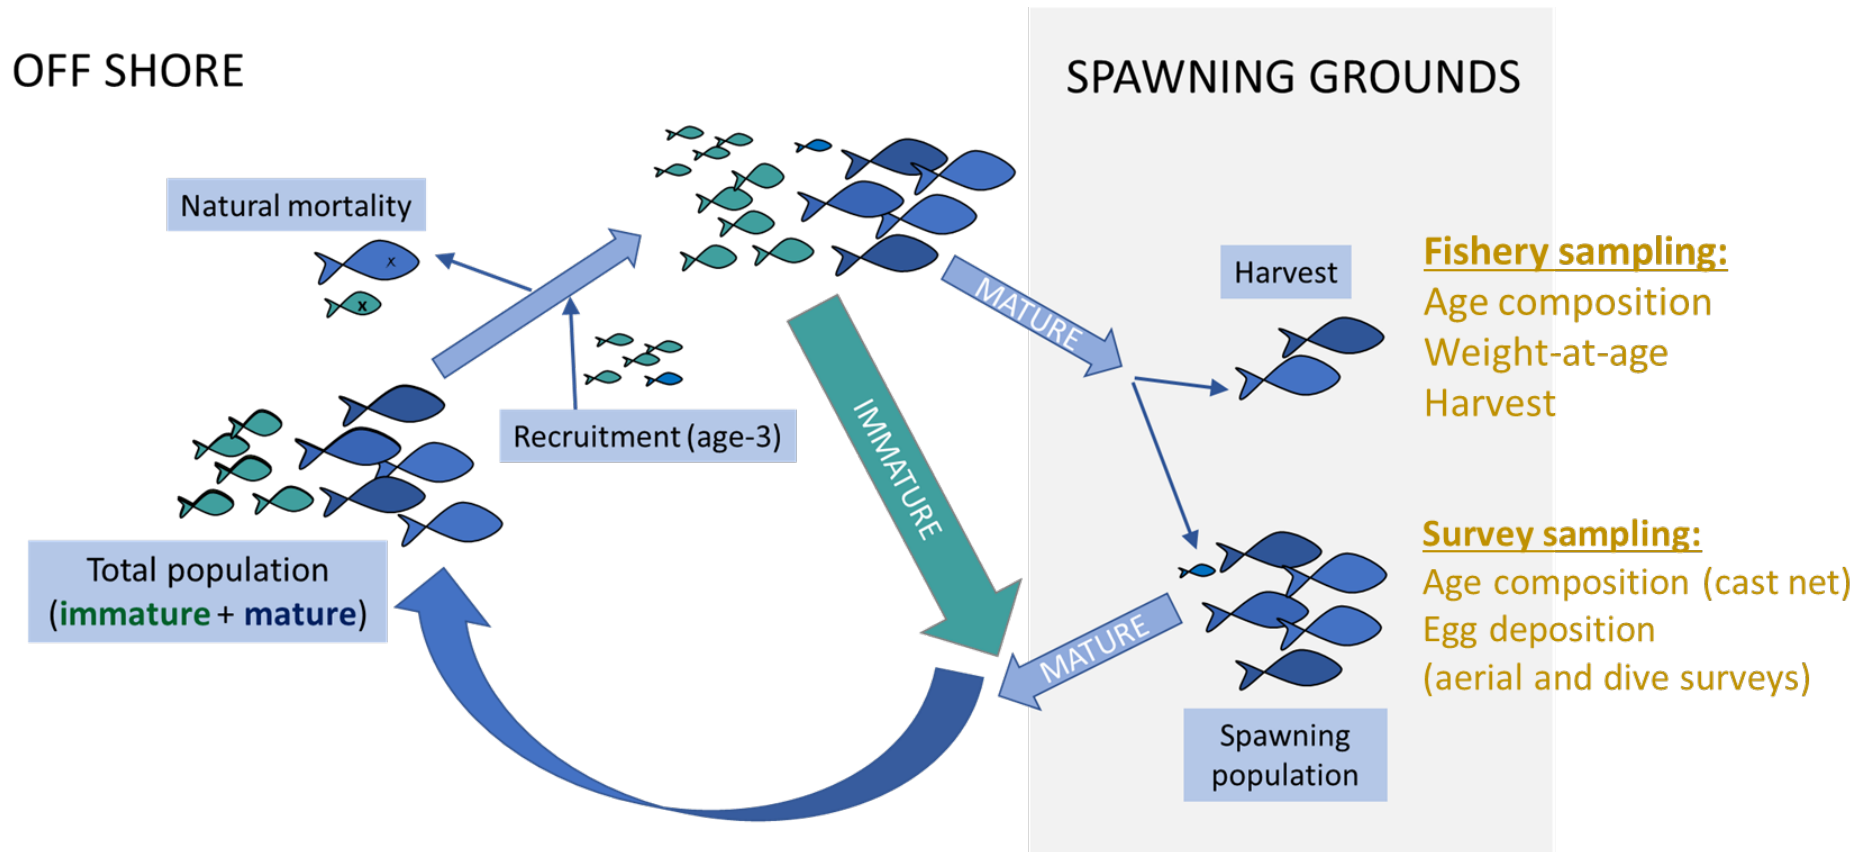 OFF SHORE
SPAWNING GROUNDS
Natural mortality
x
x
MATURE
Harvest
Fishery sampling:
Age composition
Weight-at-age
Harvest
Recruitment (age-3)
IMMATURE
Total population
(immature + mature)
Survey sampling:
Age composition (cast net)
Egg deposition
(aerial and dive surveys)
MATURE
Spawning
population